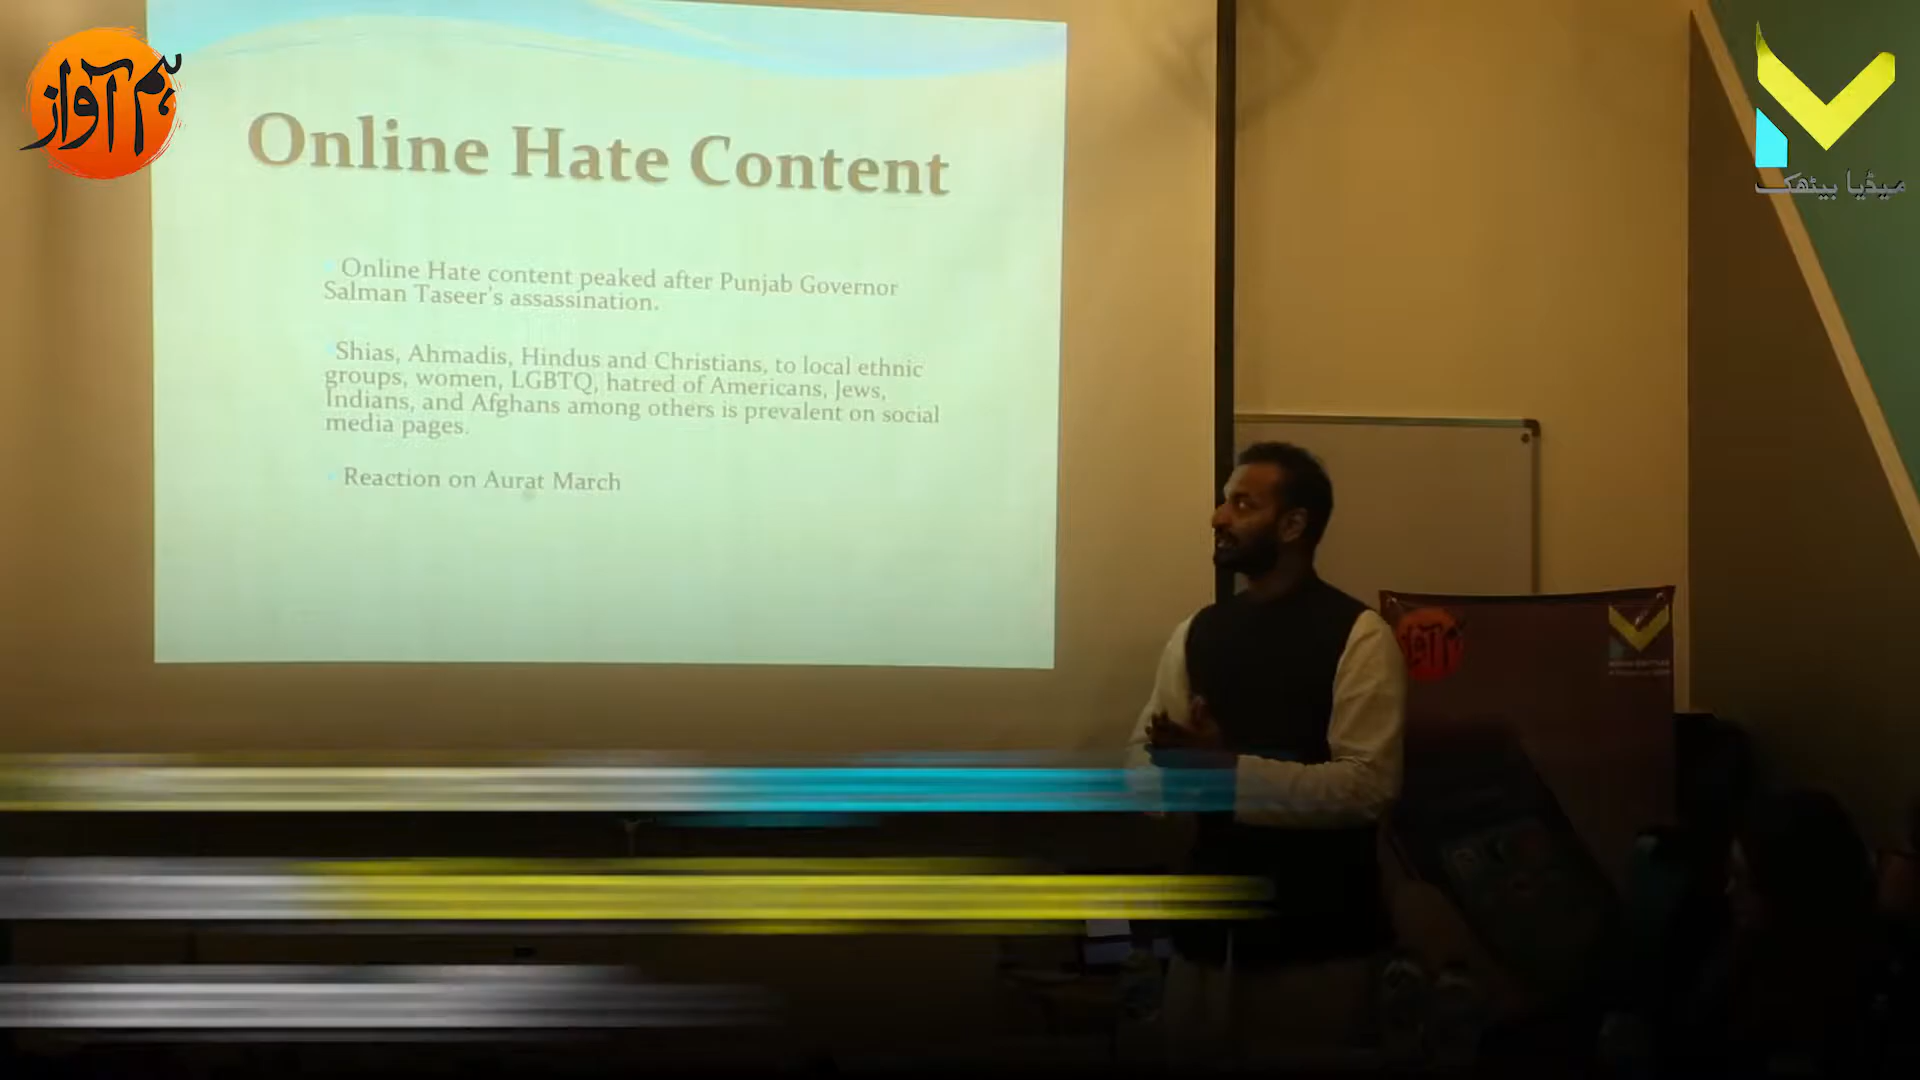 ہم آواز
میڈیا بیٹھک
Online Hate Content
Online Hate content peaked after Punjab Governor
Salman Taseer's assassination.
Shias, Ahmadis, Hindus and Christians, to local ethnic
groups, women, LGBTQ, hatred of Americans, Jews,
Indians, and Afghans among others is prevalent on social
media pages.
Reaction on Aurat March
ہم آواز